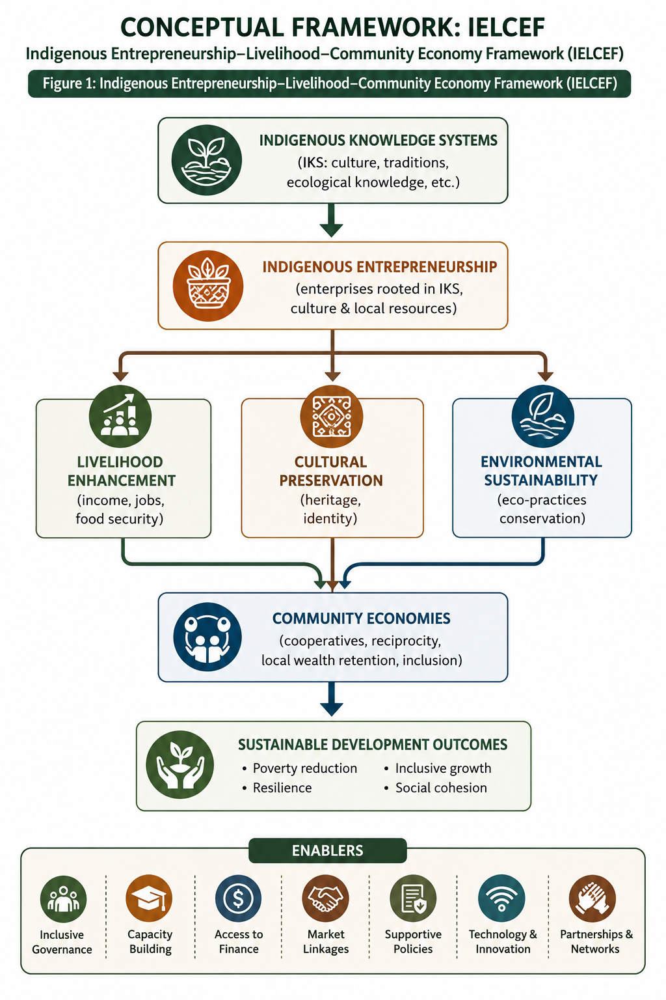 CONCEPTUAL FRAMEWORK: IELCEF
Indigenous Entrepreneurship–Livelihood–Community Economy Framework (IELCEF)
Figure 1: Indigenous Entrepreneurship–Livelihood–Community Economy Framework (IELCEF)
INDIGENOUS KNOWLEDGE SYSTEMS
(IKS: culture, traditions,
ecological knowledge, etc.)
INDIGENOUS ENTREPRENEURSHIP
(enterprises rooted in IKS,
culture & local resources)
LIVELIHOOD
ENHANCEMENT
(income, jobs,
food security)
CULTURAL
PRESERVATION
(heritage,
identity)
ENVIRONMENTAL
SUSTAINABILITY
(eco-practices
conservation)
COMMUNITY ECONOMIES
(cooperatives, reciprocity,
local wealth retention, inclusion)
SUSTAINABLE DEVELOPMENT OUTCOMES
• Poverty reduction
• Resilience
• Inclusive growth
• Social cohesion
ENABLERS
Inclusive
Governance
Capacity
Building
$
Access to
Finance
Market
Linkages
Supportive
Policies
Technology &
Innovation
Partnerships &
Networks